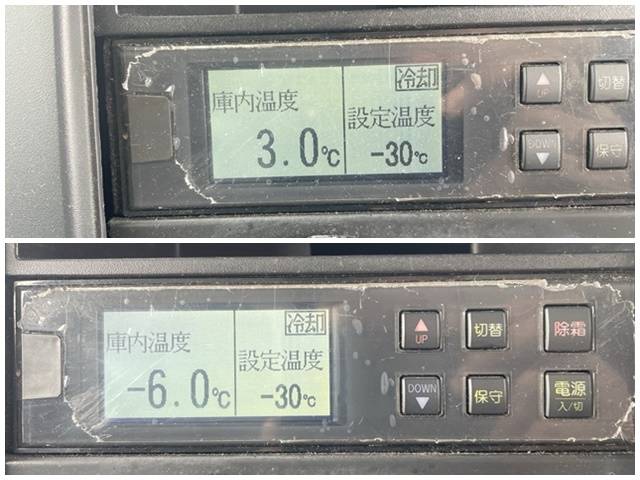 冷却
庫内温度
設定温度
3.0℃
-30℃
UP
切替
DOWN
保守
冷却
庫内温度
設定温度
-6.0℃
-30℃
UP
切替
除霜
DOWN
保守
電源
入/切